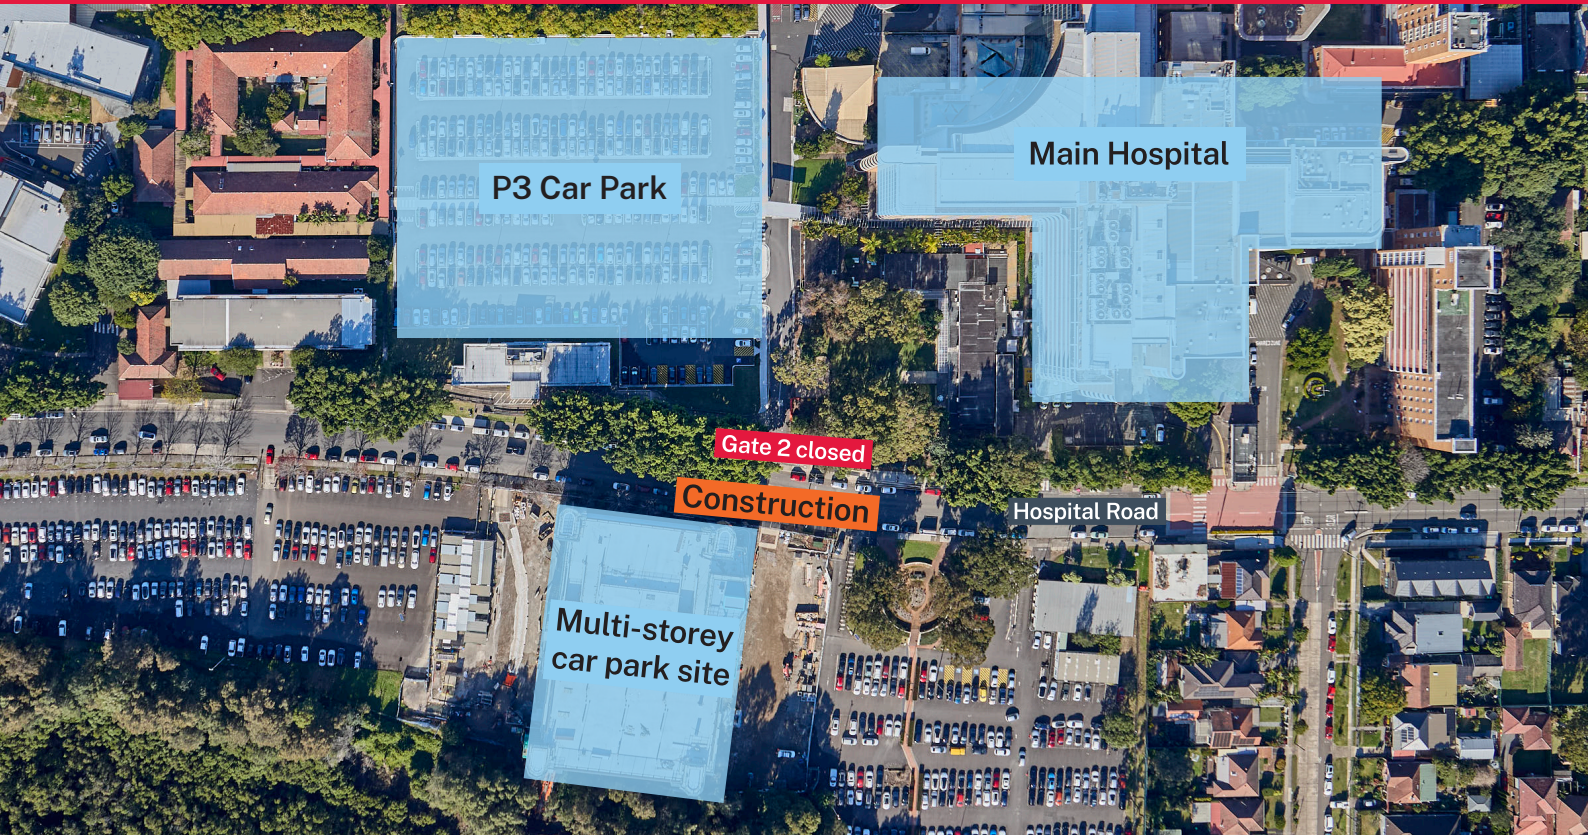 Main Hospital
P3 Car Park
Gate 2 closed
Construction
Hospital Road
Multi-storey
car park site